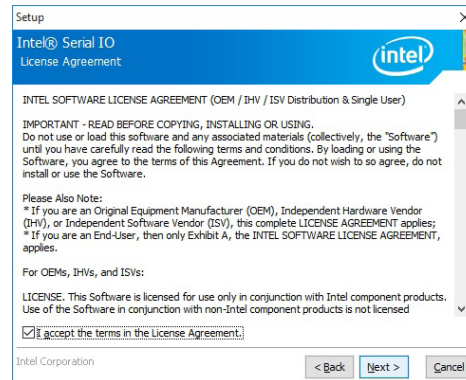 Setup
Intel® Serial IO
License Agreement
intel
INTEL SOFTWARE LICENSE AGREEMENT (OEM / IHV / ISV Distribution & Single User)
IMPORTANT - READ BEFORE COPYING, INSTALLING OR USING.
Do not use or load this software and any associated materials (collectively, the "Software")
until you have carefully read the following terms and conditions. By loading or using the
Software, you agree to the terms of this Agreement. If you do not wish to so agree, do not
install or use the Software.
Please Also Note:
* If you are an Original Equipment Manufacturer (OEM), Independent Hardware Vendor
(IHV), or Independent Software Vendor (ISV), this complete LICENSE AGREEMENT applies;
* If you are an End-User, then only Exhibit A, the INTEL SOFTWARE LICENSE AGREEMENT,
applies.
For OEMs, IHVs, and ISVs:
LICENSE. This Software is licensed for use only in conjunction with Intel component products.
Use of the Software in conjunction with non-Intel component products is not licensed
I accept the terms in the License Agreement.
Intel Corporation
< Back Next > Cancel